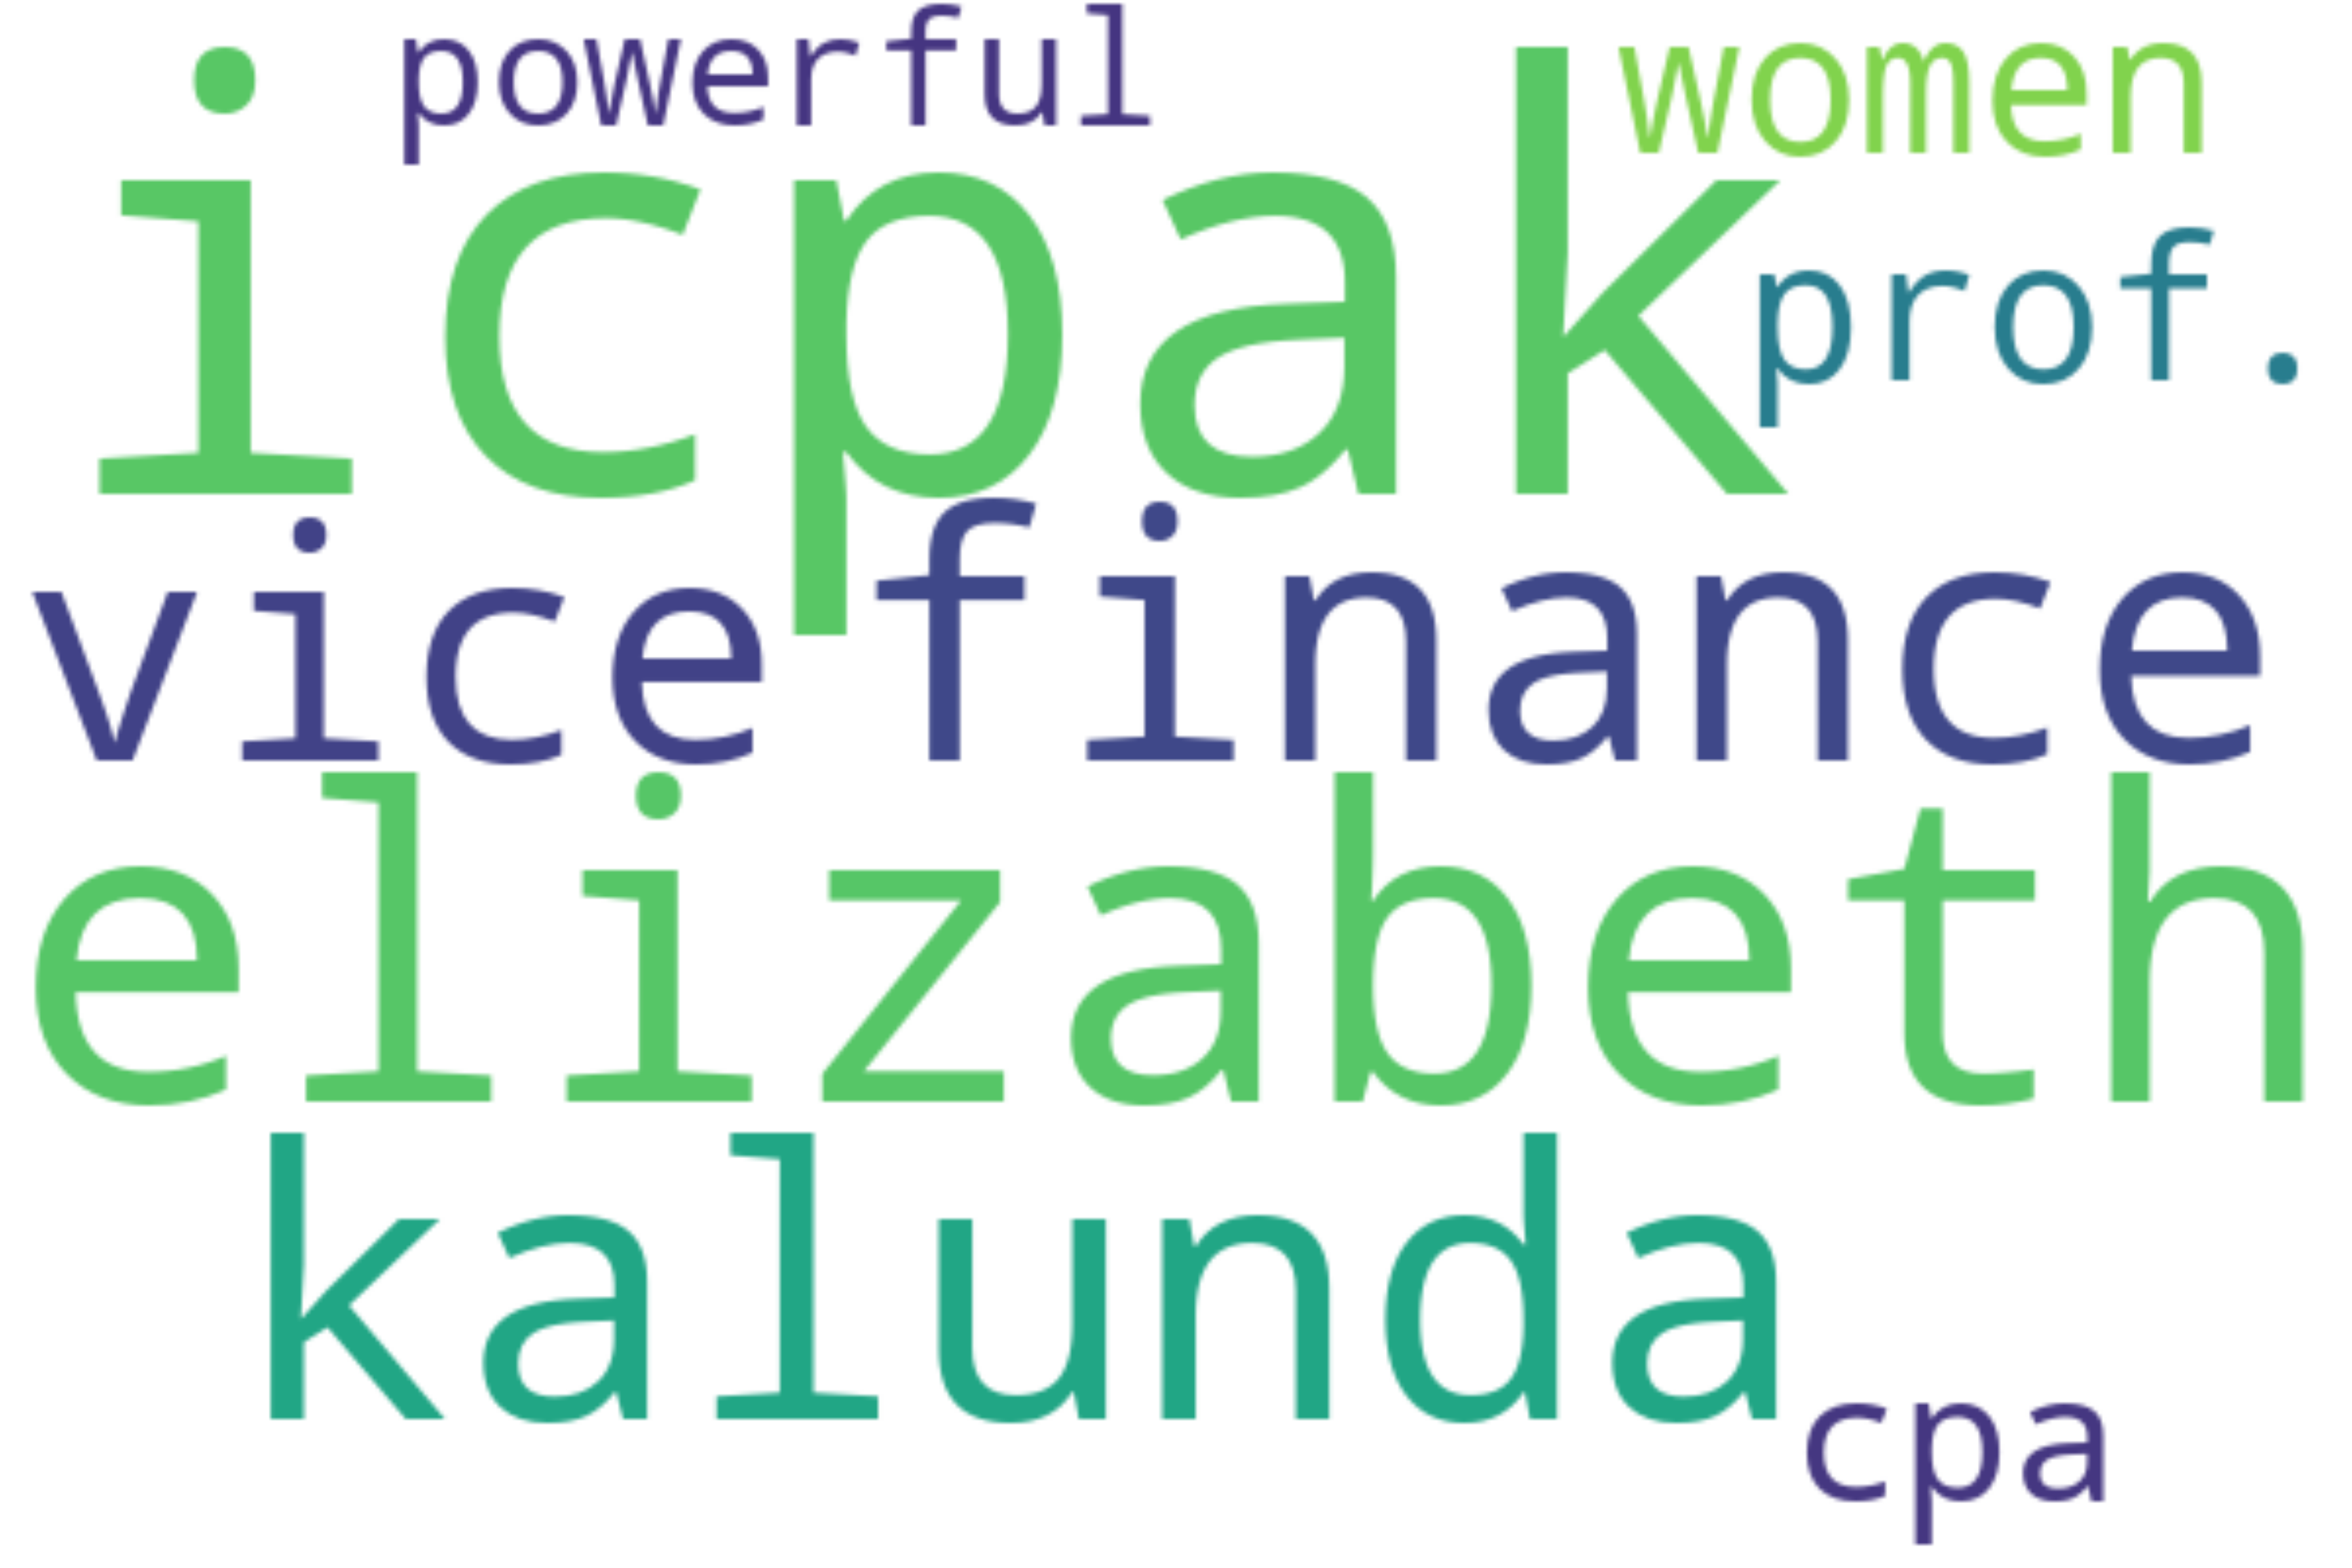 powerful women
icpak prof.
vice finance
elizabeth
kalunda
cpa